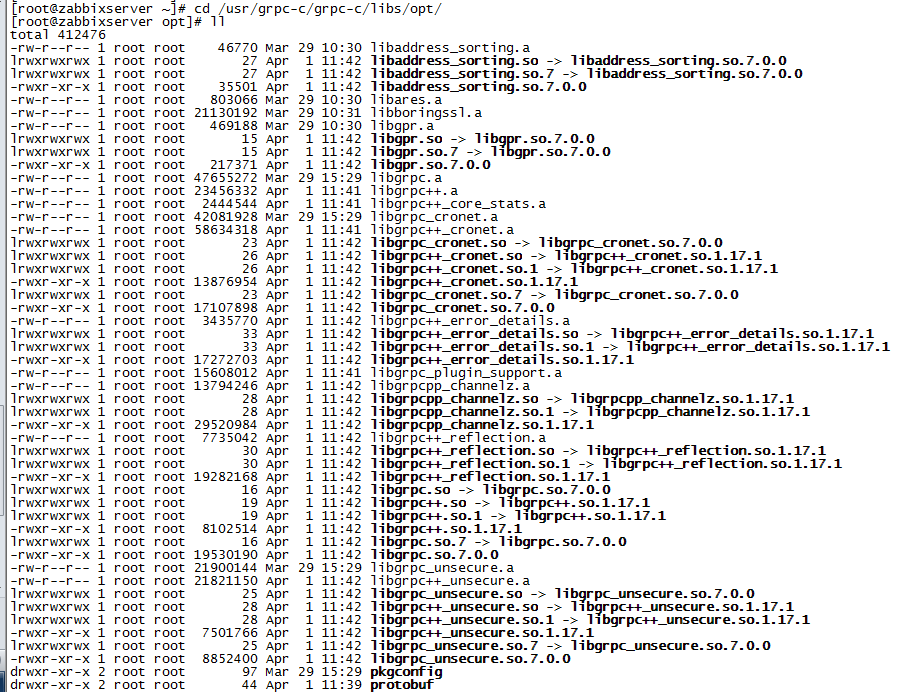 [root@zabbixserver ~]# cd /usr/grpc-c/grpc-c/libs/opt/
[root@zabbixserver opt]# ll
total 412476
-rw-r--r-- 1 root root    46770 Mar 29 10:30 libaddress_sorting.a
lrwxrwxrwx 1 root root       27 Apr  1 11:42 libaddress_sorting.so -> libaddress_sorting.so.7.0.0
lrwxrwxrwx 1 root root       27 Apr  1 11:42 libaddress_sorting.so.7 -> libaddress_sorting.so.7.0.0
-rwxr-xr-x 1 root root    35501 Apr  1 11:42 libaddress_sorting.so.7.0.0
-rw-r--r-- 1 root root   803066 Mar 29 10:30 libares.a
-rw-r--r-- 1 root root 21130192 Mar 29 10:31 libboringssl.a
-rw-r--r-- 1 root root   469188 Mar 29 10:30 libgpr.a
lrwxrwxrwx 1 root root       15 Apr  1 11:42 libgpr.so -> libgpr.so.7.0.0
lrwxrwxrwx 1 root root       15 Apr  1 11:42 libgpr.so.7 -> libgpr.so.7.0.0
-rwxr-xr-x 1 root root   217371 Apr  1 11:42 libgpr.so.7.0.0
-rw-r--r-- 1 root root 47655272 Mar 29 15:29 libgrpc.a
-rw-r--r-- 1 root root 23456332 Apr  1 11:41 libgrpc++.a
-rw-r--r-- 1 root root  2444544 Apr  1 11:41 libgrpc++_core_stats.a
-rw-r--r-- 1 root root 42081928 Mar 29 15:29 libgrpc_cronet.a
-rw-r--r-- 1 root root 58634318 Apr  1 11:41 libgrpc++_cronet.a
lrwxrwxrwx 1 root root       23 Apr  1 11:42 libgrpc_cronet.so -> libgrpc_cronet.so.7.0.0
lrwxrwxrwx 1 root root       26 Apr  1 11:42 libgrpc++_cronet.so -> libgrpc++_cronet.so.1.17.1
lrwxrwxrwx 1 root root       26 Apr  1 11:42 libgrpc++_cronet.so.1 -> libgrpc++_cronet.so.1.17.1
-rwxr-xr-x 1 root root 13876954 Apr  1 11:42 libgrpc++_cronet.so.1.17.1
lrwxrwxrwx 1 root root       23 Apr  1 11:42 libgrpc_cronet.so.7 -> libgrpc_cronet.so.7.0.0
-rwxr-xr-x 1 root root 17107898 Apr  1 11:42 libgrpc_cronet.so.7.0.0
-rw-r--r-- 1 root root  3435770 Apr  1 11:42 libgrpc++_error_details.a
lrwxrwxrwx 1 root root       33 Apr  1 11:42 libgrpc++_error_details.so -> libgrpc++_error_details.so.1.17.1
lrwxrwxrwx 1 root root       33 Apr  1 11:42 libgrpc++_error_details.so.1 -> libgrpc++_error_details.so.1.17.1
-rwxr-xr-x 1 root root 17272703 Apr  1 11:42 libgrpc++_error_details.so.1.17.1
-rw-r--r-- 1 root root 15608012 Apr  1 11:41 libgrpc_plugin_support.a
-rw-r--r-- 1 root root 13794246 Apr  1 11:42 libgrpcpp_channelz.a
lrwxrwxrwx 1 root root       28 Apr  1 11:42 libgrpcpp_channelz.so -> libgrpcpp_channelz.so.1.17.1
lrwxrwxrwx 1 root root       28 Apr  1 11:42 libgrpcpp_channelz.so.1 -> libgrpcpp_channelz.so.1.17.1
-rwxr-xr-x 1 root root 29520984 Apr  1 11:42 libgrpcpp_channelz.so.1.17.1
-rw-r--r-- 1 root root  7735042 Apr  1 11:42 libgrpc++_reflection.a
lrwxrwxrwx 1 root root       30 Apr  1 11:42 libgrpc++_reflection.so -> libgrpc++_reflection.so.1.17.1
lrwxrwxrwx 1 root root       30 Apr  1 11:42 libgrpc++_reflection.so.1 -> libgrpc++_reflection.so.1.17.1
-rwxr-xr-x 1 root root 19282168 Apr  1 11:42 libgrpc++_reflection.so.1.17.1
lrwxrwxrwx 1 root root       16 Apr  1 11:42 libgrpc.so -> libgrpc.so.7.0.0
lrwxrwxrwx 1 root root       19 Apr  1 11:42 libgrpc++.so -> libgrpc++.so.1.17.1
lrwxrwxrwx 1 root root       19 Apr  1 11:42 libgrpc++.so.1 -> libgrpc++.so.1.17.1
-rwxr-xr-x 1 root root  8102514 Apr  1 11:42 libgrpc++.so.1.17.1
lrwxrwxrwx 1 root root       16 Apr  1 11:42 libgrpc.so.7 -> libgrpc.so.7.0.0
-rwxr-xr-x 1 root root 19530190 Apr  1 11:42 libgrpc.so.7.0.0
-rw-r--r-- 1 root root 21900144 Mar 29 15:29 libgrpc_unsecure.a
-rw-r--r-- 1 root root 21821150 Apr  1 11:42 libgrpc++_unsecure.a
lrwxrwxrwx 1 root root       25 Apr  1 11:42 libgrpc_unsecure.so -> libgrpc_unsecure.so.7.0.0
lrwxrwxrwx 1 root root       28 Apr  1 11:42 libgrpc++_unsecure.so -> libgrpc++_unsecure.so.1.17.1
lrwxrwxrwx 1 root root       28 Apr  1 11:42 libgrpc++_unsecure.so.1 -> libgrpc++_unsecure.so.1.17.1
-rwxr-xr-x 1 root root  7501766 Apr  1 11:42 libgrpc++_unsecure.so.1.17.1
lrwxrwxrwx 1 root root       25 Apr  1 11:42 libgrpc_unsecure.so.7 -> libgrpc_unsecure.so.7.0.0
-rwxr-xr-x 1 root root  8852400 Apr  1 11:42 libgrpc_unsecure.so.7.0.0
drwxr-xr-x 2 root root       97 Mar 29 15:29 pkgconfig
drwxr-xr-x 2 root root       44 Apr  1 11:39 protobuf